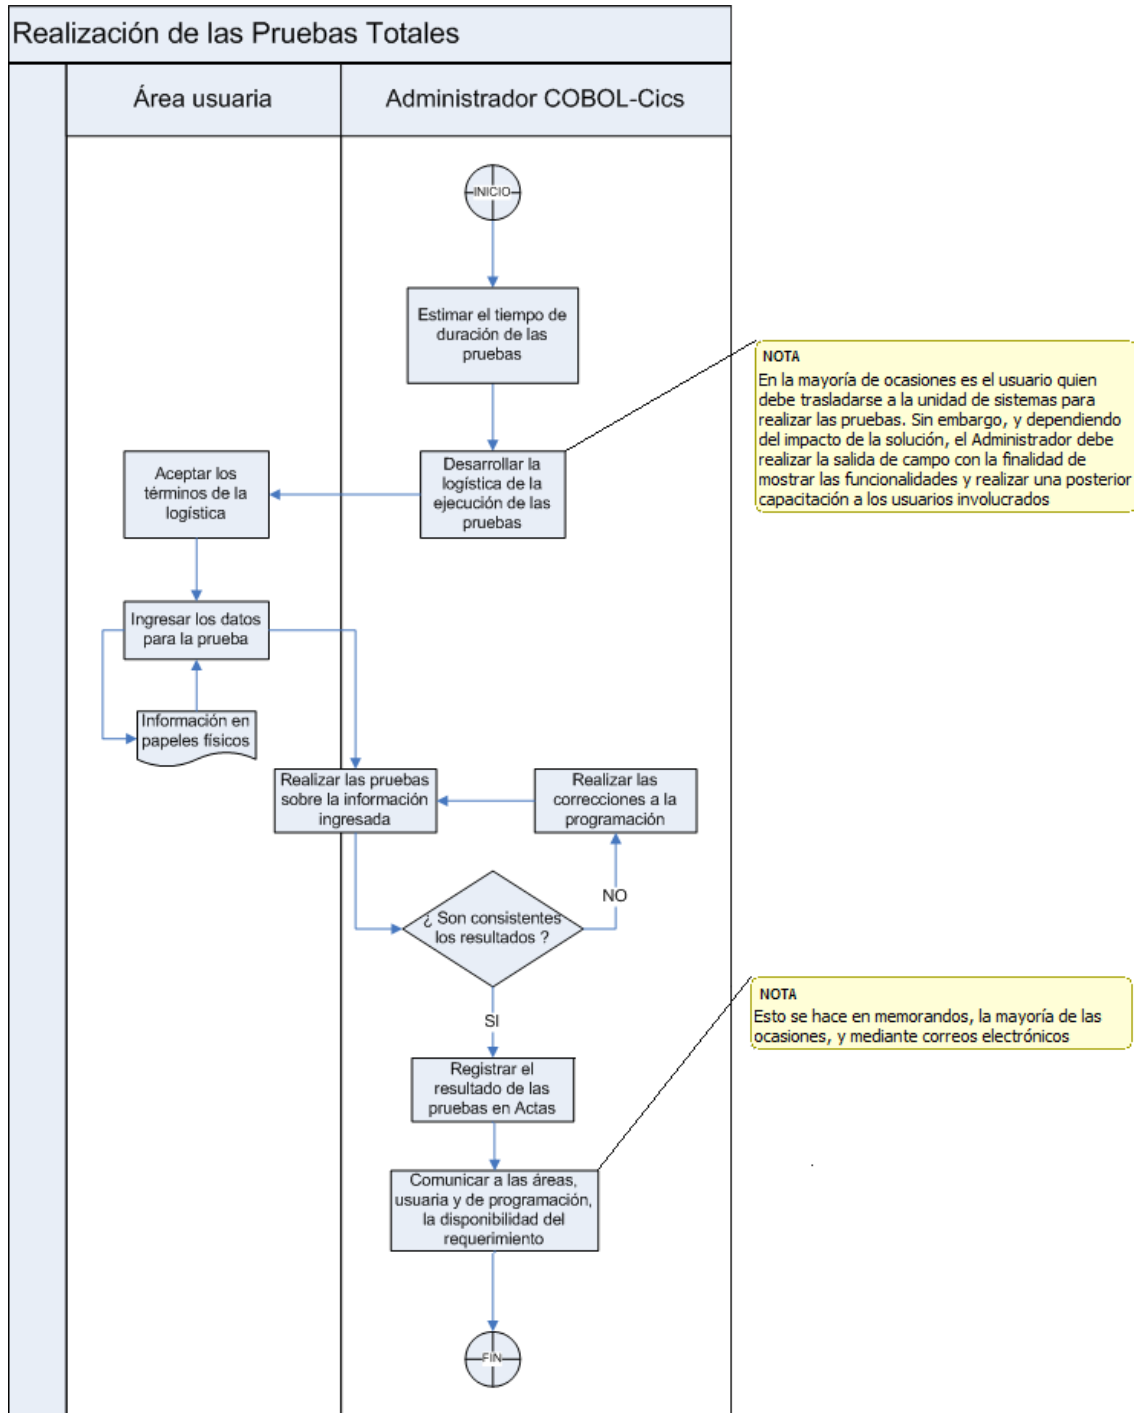 Realización de las Pruebas Totales
Área usuaria
Administrador COBOL-Cics
INICIO
Estimar el tiempo de
duración de las
pruebas
NOTA
En la mayoría de ocasiones es el usuario quien
debe trasladarse a la unidad de sistemas para
realizar las pruebas. Sin embargo, y dependiendo
del impacto de la solución, el Administrador debe
realizar la salida de campo con la finalidad de
mostrar las funcionalidades y realizar una posterior
capacitación a los usuarios involucrados
Desarrollar la
logística de la
ejecución de las
pruebas
Aceptar los
términos de la
logística
Ingresar los datos
para la prueba
Información en
papeles físicos
Realizar las pruebas
sobre la información
ingresada
Realizar las
correcciones a la
programación
¿ Son consistentes
los resultados ?
NO
SI
NOTA
Esto se hace en memorandos, la mayoría de las
ocasiones, y mediante correos electrónicos
Registrar el
resultado de las
pruebas en Actas
Comunicar a las áreas,
usuaria y de programación,
la disponibilidad del
requerimiento
FIN